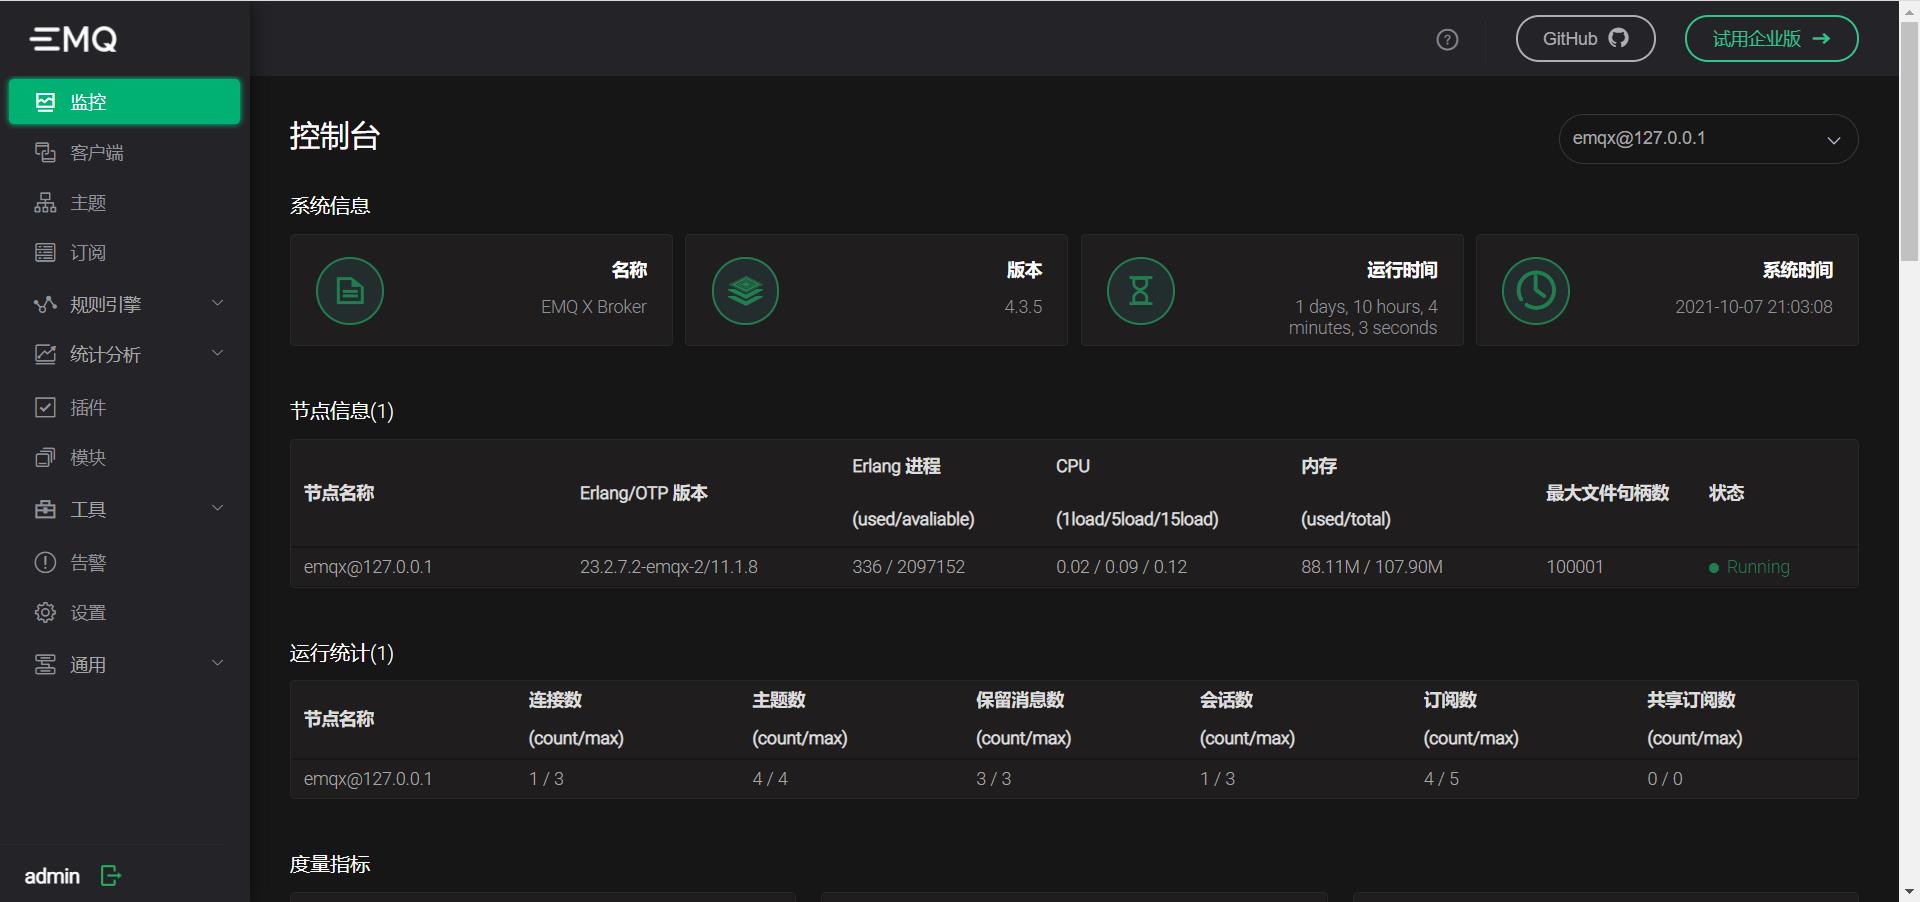 EMQ
GitHub
试用企业版 →
监控
客户端
主题
订阅
规则引擎
统计分析
插件
模块
工具
告警
设置
通用
admin
控制台
emqx@127.0.0.1
系统信息
名称
EMQ X Broker
版本
4.3.5
运行时间
1 days, 10 hours, 4
minutes, 3 seconds
系统时间
2021-10-07 21:03:08
节点信息(1)
节点名称 Erlang/OTP 版本 Erlang 进程 (used/avaliable) CPU (1load/5load/15load) 内存 (used/total) 最大文件句柄数 状态
emqx@127.0.0.1 23.2.7.2-emqx-2/11.1.8 336 / 2097152 0.02 / 0.09 / 0.12 88.11M / 107.90M 100001 Running
运行统计(1)
节点名称 连接数 (count/max) 主题数 (count/max) 保留消息数 (count/max) 会话数 (count/max) 订阅数 (count/max) 共享订阅数 (count/max)
emqx@127.0.0.1 1 / 3 4 / 4 3 / 3 1 / 3 4 / 5 0 / 0
度量指标